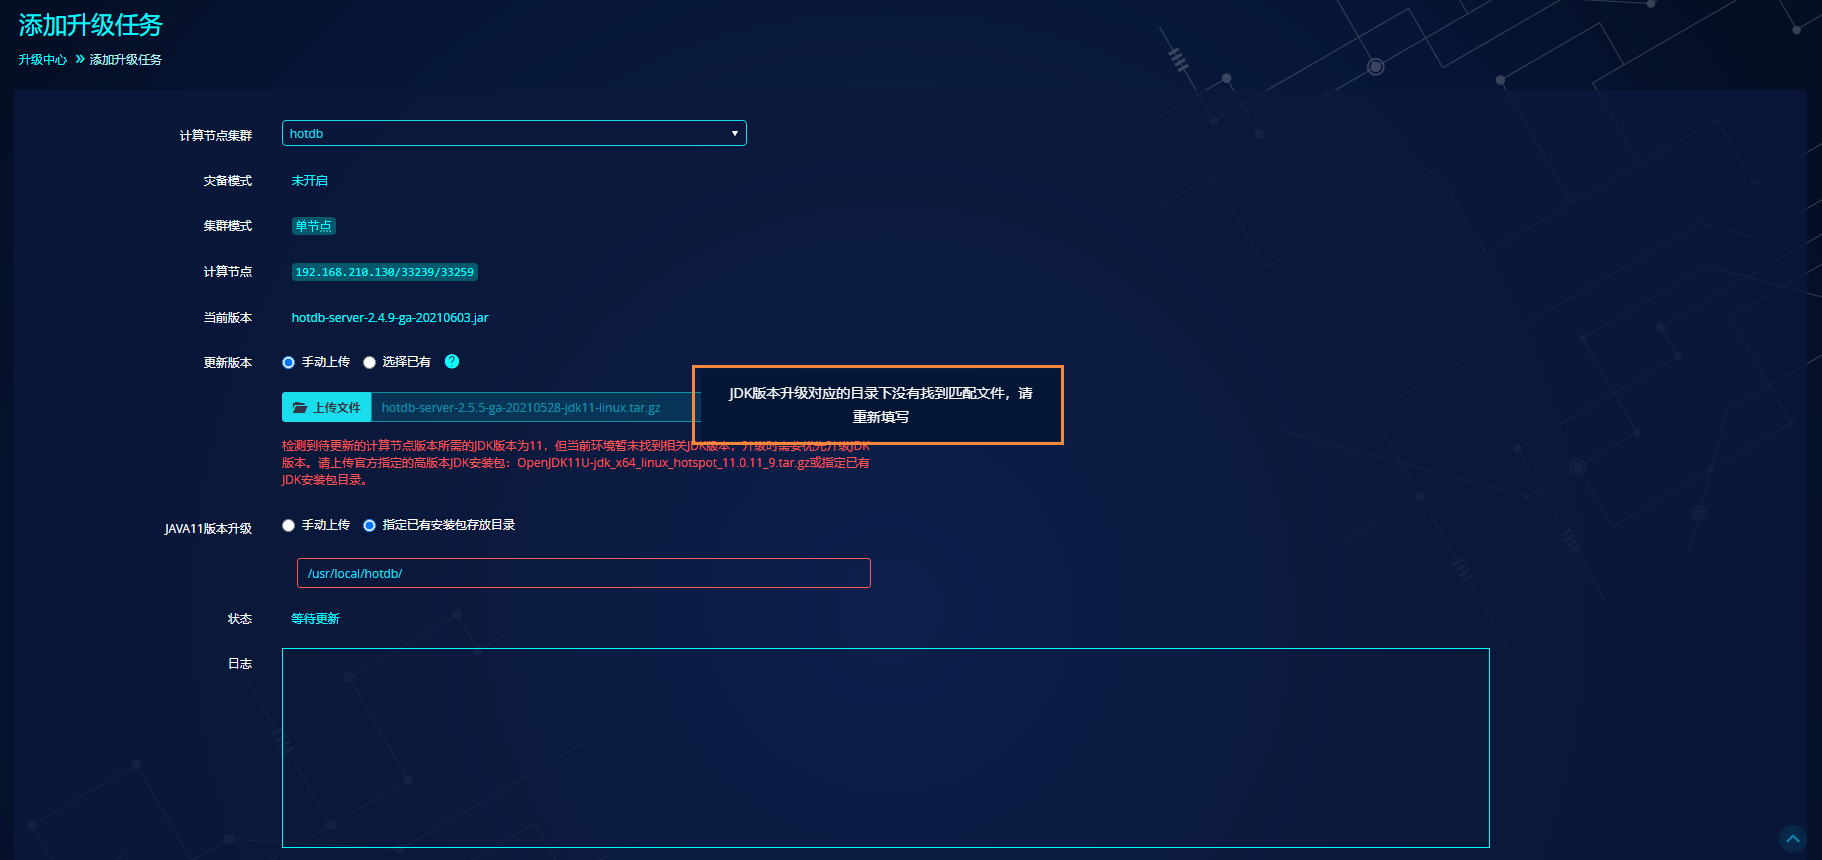 添加升级任务
升级中心 » 添加升级任务
计算节点集群 hotdb
灾备模式 未开启
集群模式 单节点
计算节点 192.168.210.130/33239/33259
当前版本 hotdb-server-2.4.9-ga-20210603.jar
更新版本 手动上传 选择已有 ?
上传文件 hotdb-server-2.5.5-ga-20210528-jdk11-linux.tar.gz
JDK版本升级对应的目录下没有找到匹配文件，请
重新填写
检测到待更新的计算节点版本所需的JDK版本为11，但当前环境暂未找到相关JDK版本，升级时需要优先升级JDK
版本。请上传官方指定的高版本JDK安装包：OpenJDK11U-jdk_x64_linux_hotspot_11.0.11_9.tar.gz或指定已有
JDK安装包目录。
JAVA11版本升级 手动上传 指定已有安装包存放目录
/usr/local/hotdb/
状态 等待更新
日志